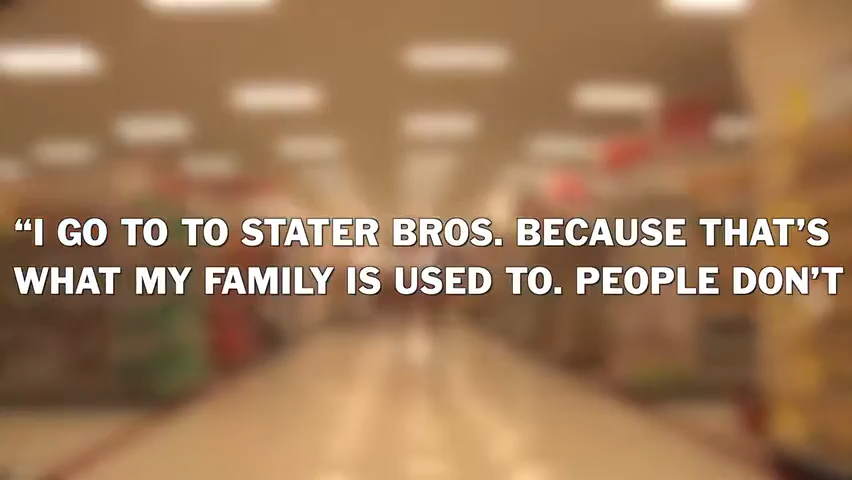 “I GO TO TO STATER BROS. BECAUSE THAT’S
WHAT MY FAMILY IS USED TO. PEOPLE DON’T